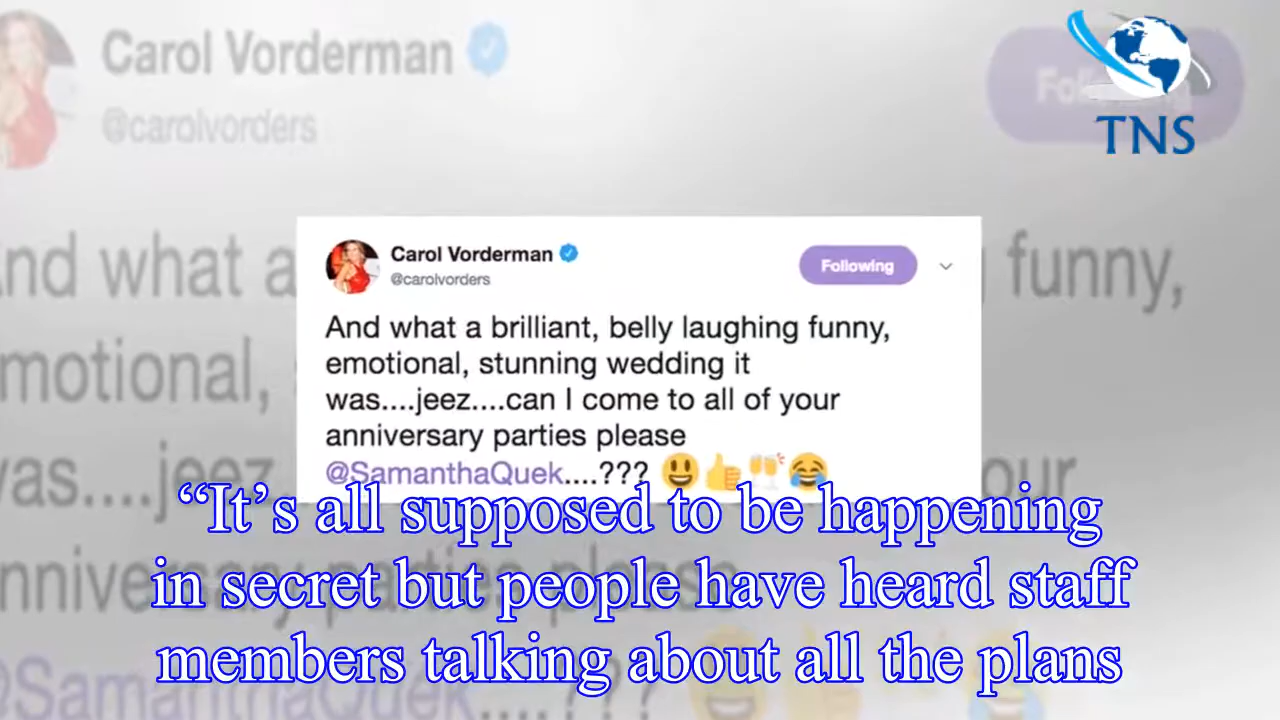 Carol Vorderman
@carolvorders
TNS
Carol Vorderman
@carolvorders
Following
And what a brilliant, belly laughing funny,
emotional, stunning wedding it
was....jeez....can I come to all of your
anniversary parties please
@SamanthaQuek....??? 😃👍🥂😂
“It’s all supposed to be happening
in secret but people have heard staff
members talking about all the plans